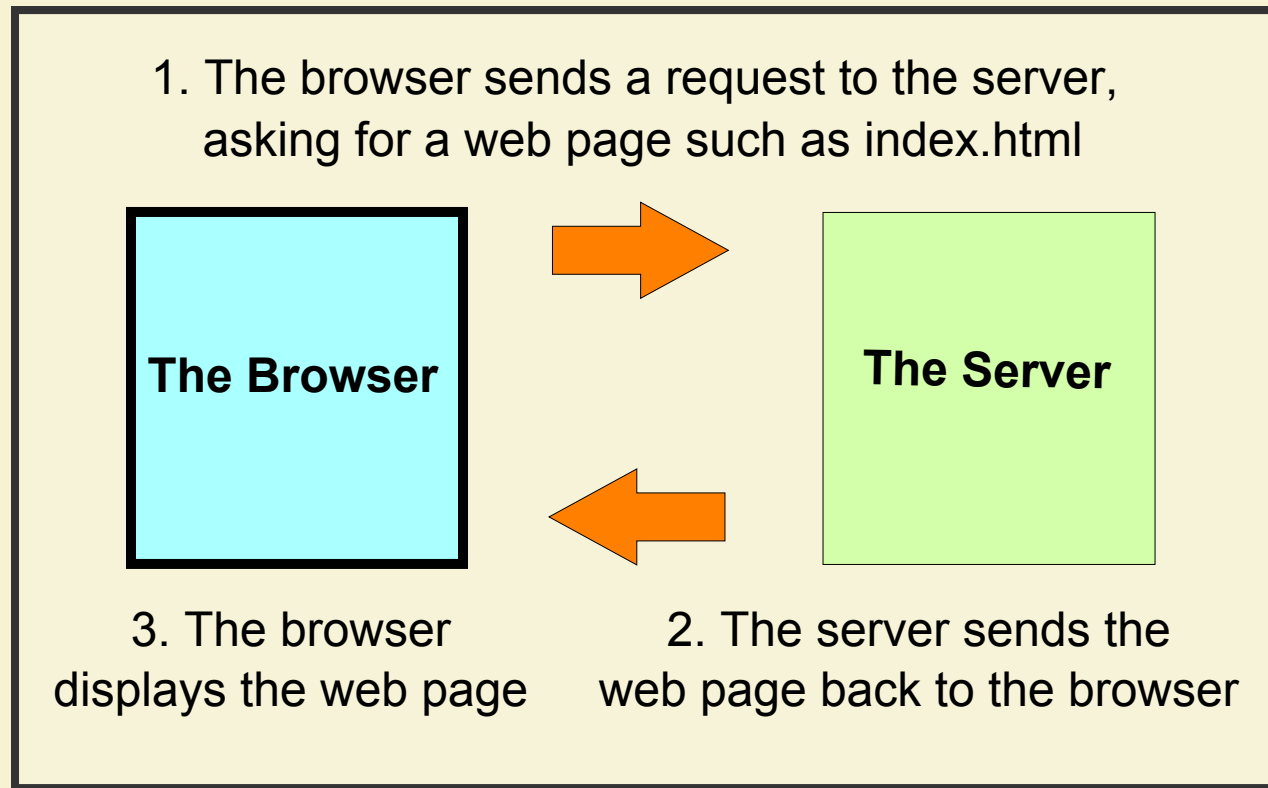 1. The browser sends a request to the server,
asking for a web page such as index.html
The Browser
The Server
3. The browser
displays the web page
2. The server sends the
web page back to the browser